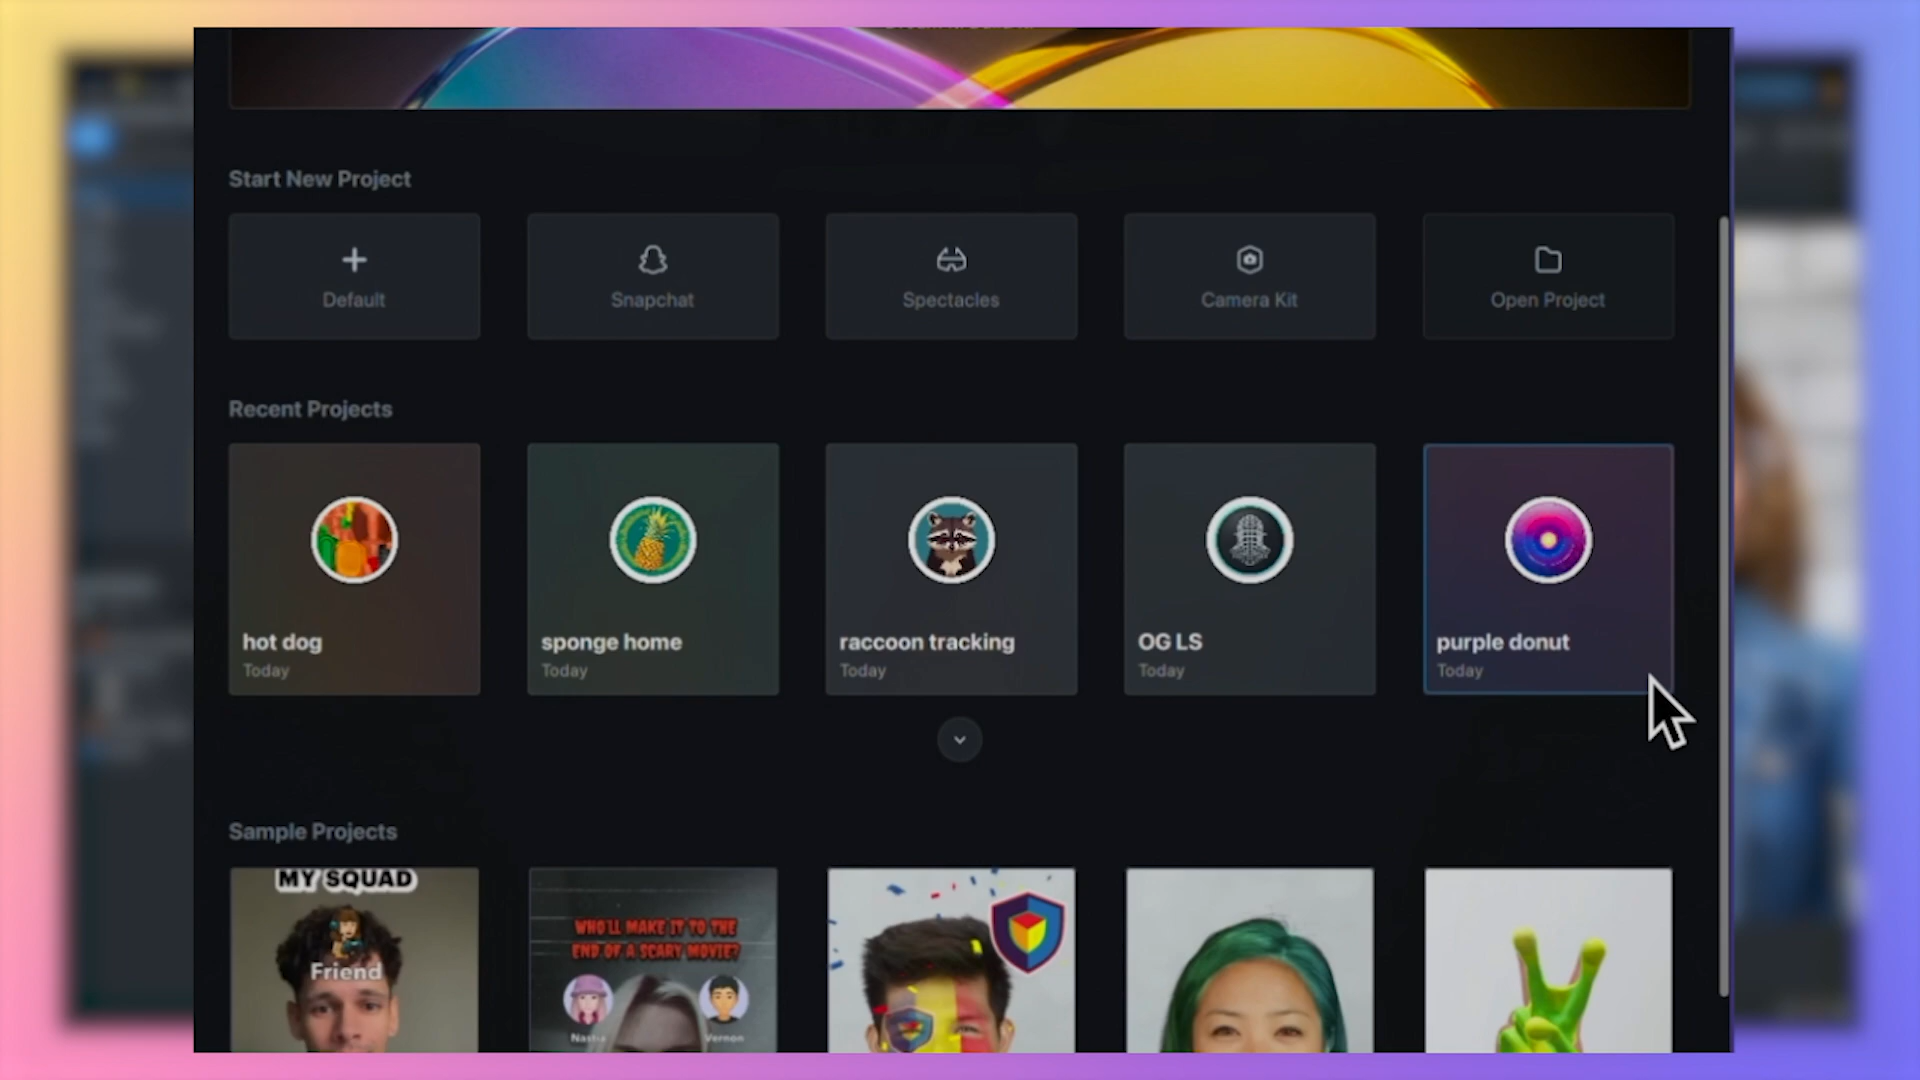 Start New Project
Default
Snapchat
Spectacles
Camera Kit
Open Project
Recent Projects
hot dog
Today
sponge home
Today
raccoon tracking
Today
OG LS
Today
purple donut
Today
Sample Projects
MY SQUAD
Friend
WHO'LL MAKE IT TO THE
END OF A SCARY MOVIE?
Vernon